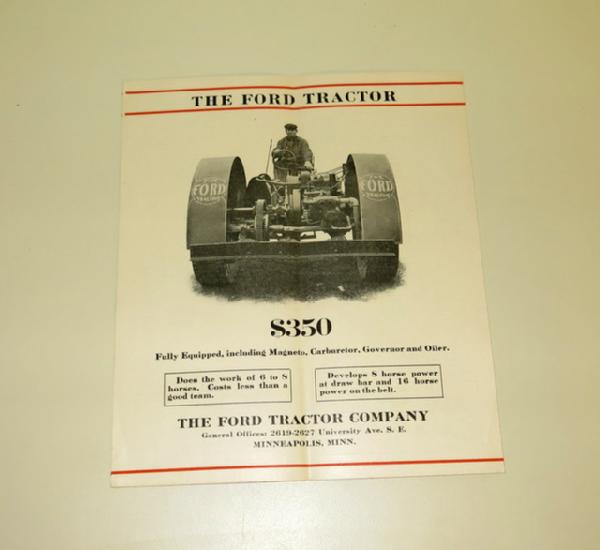 THE FORD TRACTOR
FORD
TRACTOR
FORD
TRACTOR
$350
Fully Equipped, including Magneto, Carburetor, Governor and Oiler.
Does the work of 6 to 8
horses. Costs less than a
good team.
Develops 8 horse power
at draw bar and 16 horse
power on the belt.
THE FORD TRACTOR COMPANY
General Offices: 2619-2627 University Ave. S. E.
MINNEAPOLIS, MINN.